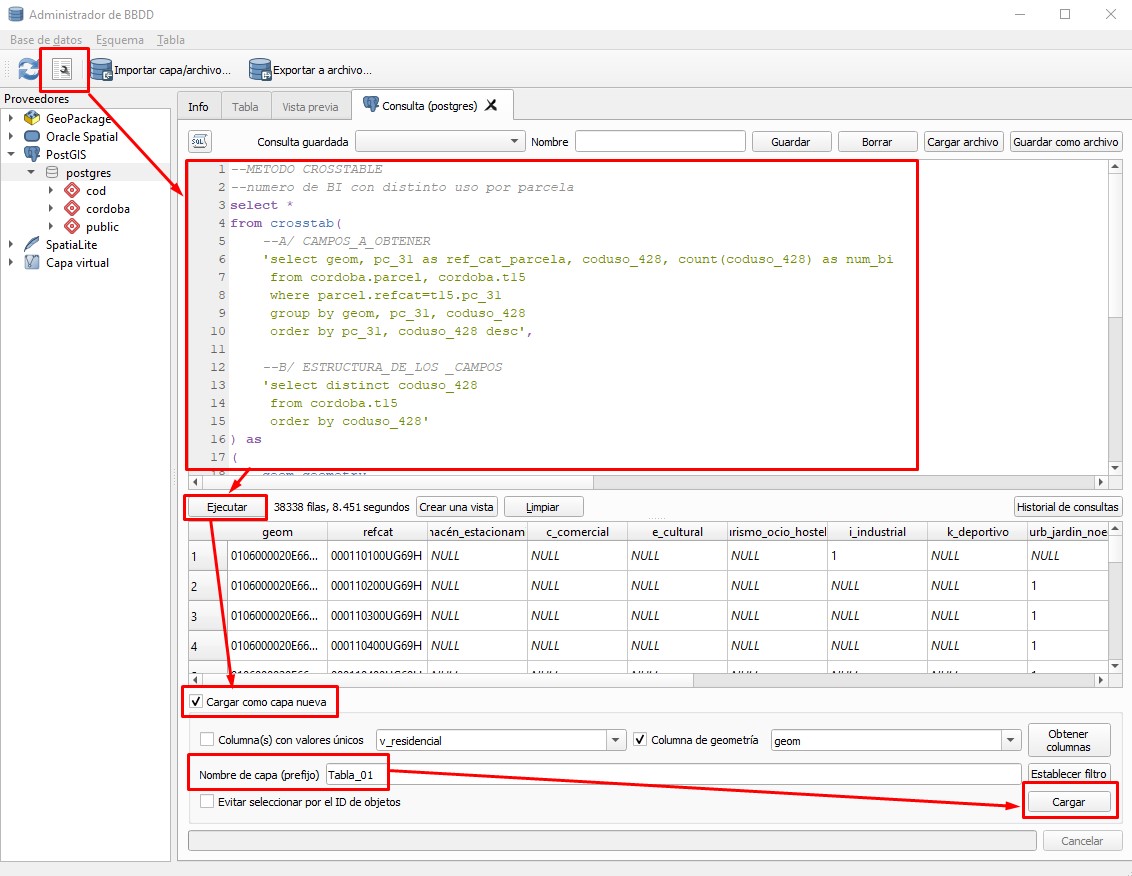 Administrador de BBDD
Base de datos Esquema Tabla
Importar capa/archivo... Exportar a archivo...
Proveedores
GeoPackage
Oracle Spatial
PostGIS
postgres
cod
cordoba
public
SpatiaLite
Capa virtual
Info Tabla Vista previa Consulta (postgres)
SQL Consulta guardada Nombre Guardar Borrar Cargar archivo Guardar como archivo
1 --METODO CROSSTABLE
2 --numero de BI con distinto uso por parcela
3 select *
4 from crosstab(
5 --A/ CAMPOS_A_OBTENER
6 'select geom, pc_31 as ref_cat_parcela, coduso_428, count(coduso_428) as num_bi
7 from cordoba.parcel, cordoba.t15
8 where parcel.refcat=t15.pc_31
9 group by geom, pc_31, coduso_428
10 order by pc_31, coduso_428 desc',
11
12 --B/ ESTRUCTURA_DE_LOS _CAMPOS
13 'select distinct coduso_428
14 from cordoba.t15
15 order by coduso_428'
16 ) as
17 (
18 geom geometry
Ejecutar 38338 filas, 8.451 segundos Crear una vista Limpiar Historial de consultas
geom refcat nacén_estacionam c_comercial e_cultural ırismo_ocio_hostel i_industrial k_deportivo urb_jardin_noe
1 0106000020E66... 000110100UG69H NULL NULL NULL NULL 1 NULL NULL
2 0106000020E66... 000110200UG69H NULL NULL NULL NULL NULL NULL 1
3 0106000020E66... 000110300UG69H NULL NULL NULL NULL NULL NULL 1
4 0106000020E66... 000110400UG69H NULL NULL NULL NULL NULL NULL 1
Cargar como capa nueva
Columna(s) con valores únicos v_residencial Columna de geometría geom Obtener columnas
Nombre de capa (prefijo) Tabla_01 Establecer filtro
Evitar seleccionar por el ID de objetos Cargar
Cancelar